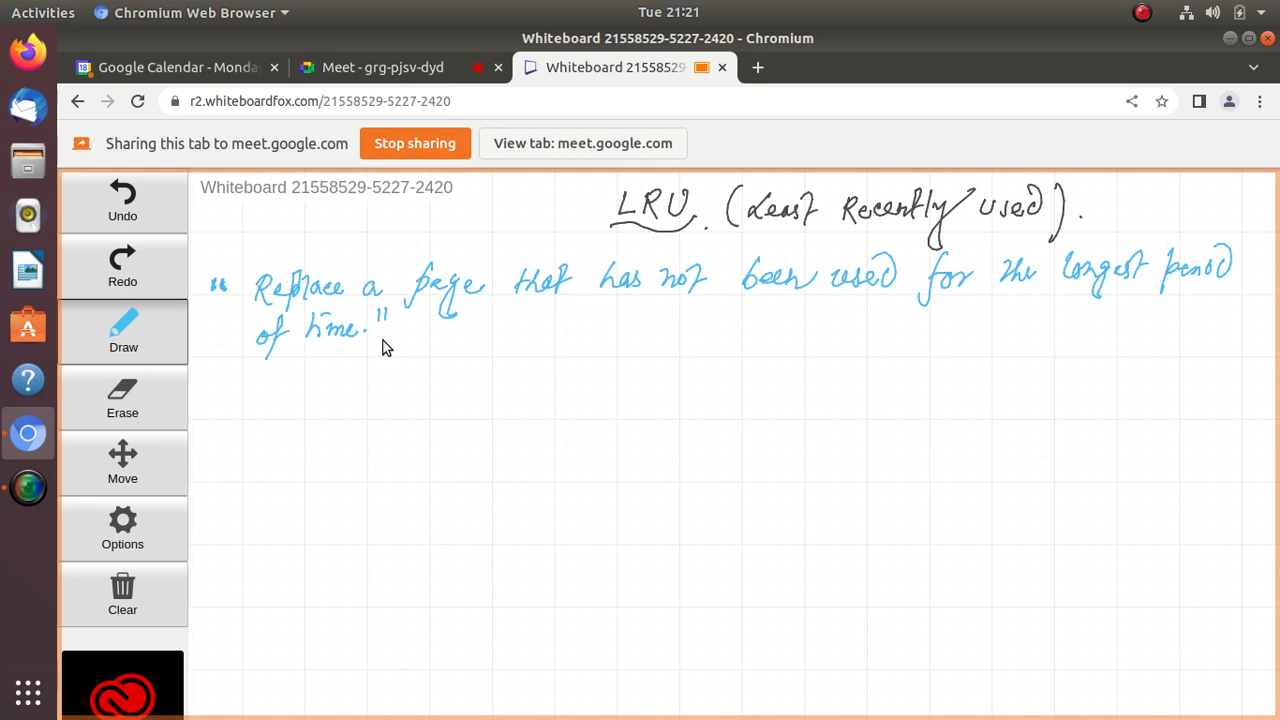 Activities
Chromium Web Browser
Tue 21:21
Whiteboard 21558529-5227-2420 - Chromium
Google Calendar - Monda
Meet - grg-pjsv-dyd
Whiteboard 21558529-
r2.whiteboardfox.com/21558529-5227-2420
Sharing this tab to meet.google.com
Stop sharing
View tab: meet.google.com
Whiteboard 21558529-5227-2420
LRU. (Least Recently used).
" Replace a page that has not been used for the longest period
of time."
Undo
Redo
Draw
Erase
Move
Options
Clear